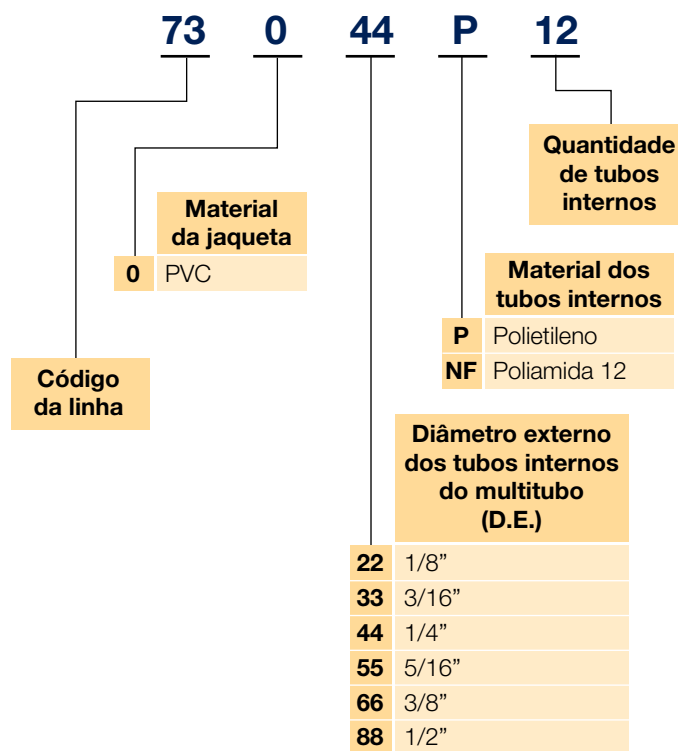 73 0 44 P 12
Quantidade
de tubos
internos
Material
da jaqueta
0 PVC
Material dos
tubos internos
P Polietileno
NF Poliamida 12
Código
da linha
Diâmetro externo
dos tubos internos
do multitubo
(D.E.)
22 1/8”
33 3/16”
44 1/4”
55 5/16”
66 3/8”
88 1/2”